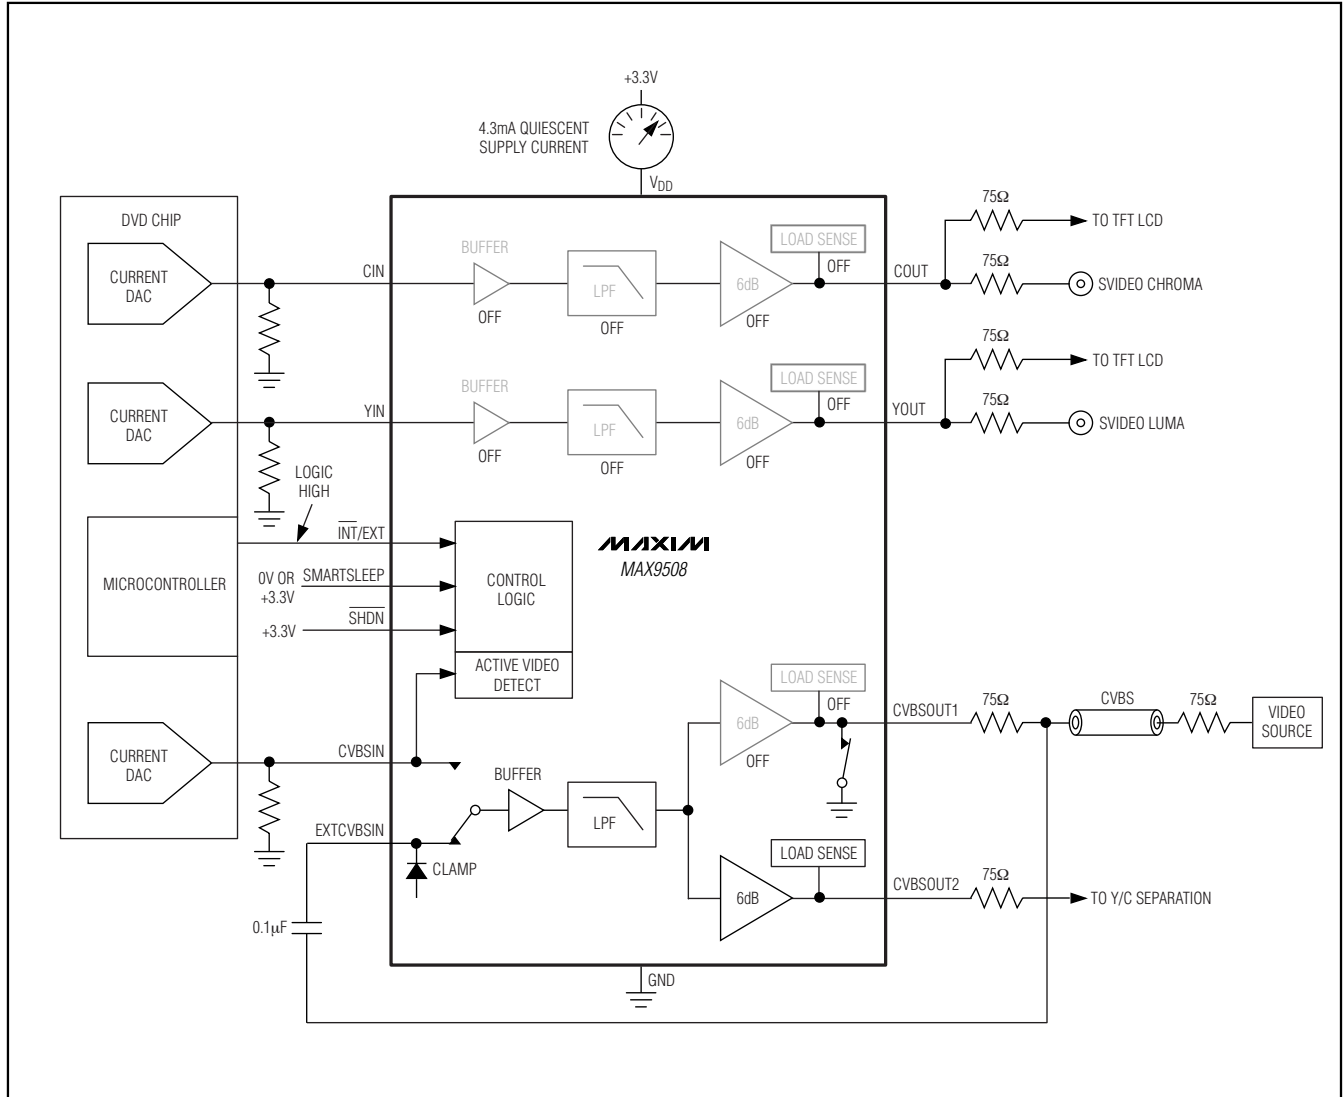 +3.3V
4.3mA QUIESCENT
SUPPLY CURRENT
VDD
DVD CHIP
CURRENT
DAC
CIN
BUFFER
OFF
LPF
OFF
6dB
OFF
LOAD SENSE
OFF
COUT
75Ω
TO TFT LCD
75Ω
SVIDEO CHROMA
CURRENT
DAC
YIN
BUFFER
OFF
LPF
OFF
6dB
OFF
LOAD SENSE
OFF
YOUT
75Ω
TO TFT LCD
75Ω
SVIDEO LUMA
LOGIC
HIGH
MICROCONTROLLER
I̅N̅T̅/EXT
0V OR
+3.3V
SMARTSLEEP
+3.3V
S̅H̅D̅N̅
CONTROL
LOGIC
ACTIVE VIDEO
DETECT
MAXIM
MAX9508
CURRENT
DAC
CVBSIN
EXTCVBSIN
CLAMP
0.1µF
BUFFER
LPF
6dB
OFF
LOAD SENSE
OFF
CVBSOUT1
75Ω
CVBS
75Ω
VIDEO
SOURCE
6dB
LOAD SENSE
CVBSOUT2
75Ω
TO Y/C SEPARATION
GND